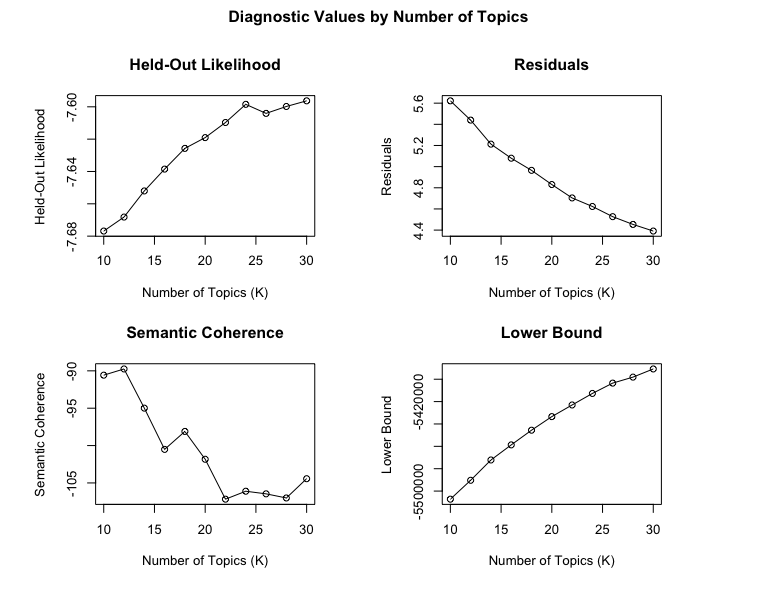 Diagnostic Values by Number of Topics
Held-Out Likelihood
Held-Out Likelihood
-7.60
-7.64
-7.68
10 15 20 25 30
Number of Topics (K)
Residuals
Residuals
5.6
5.2
4.8
4.4
10 15 20 25 30
Number of Topics (K)
Semantic Coherence
Semantic Coherence
-90
-95
-105
10 15 20 25 30
Number of Topics (K)
Lower Bound
Lower Bound
-5420000
-5500000
10 15 20 25 30
Number of Topics (K)